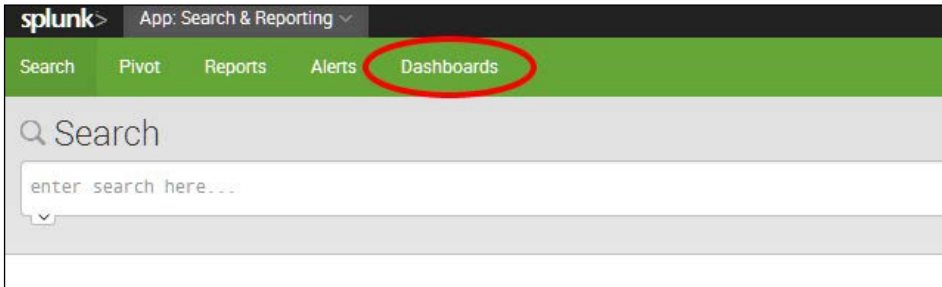 splunk> App: Search & Reporting
Search Pivot Reports Alerts Dashboards
Search
enter search here...